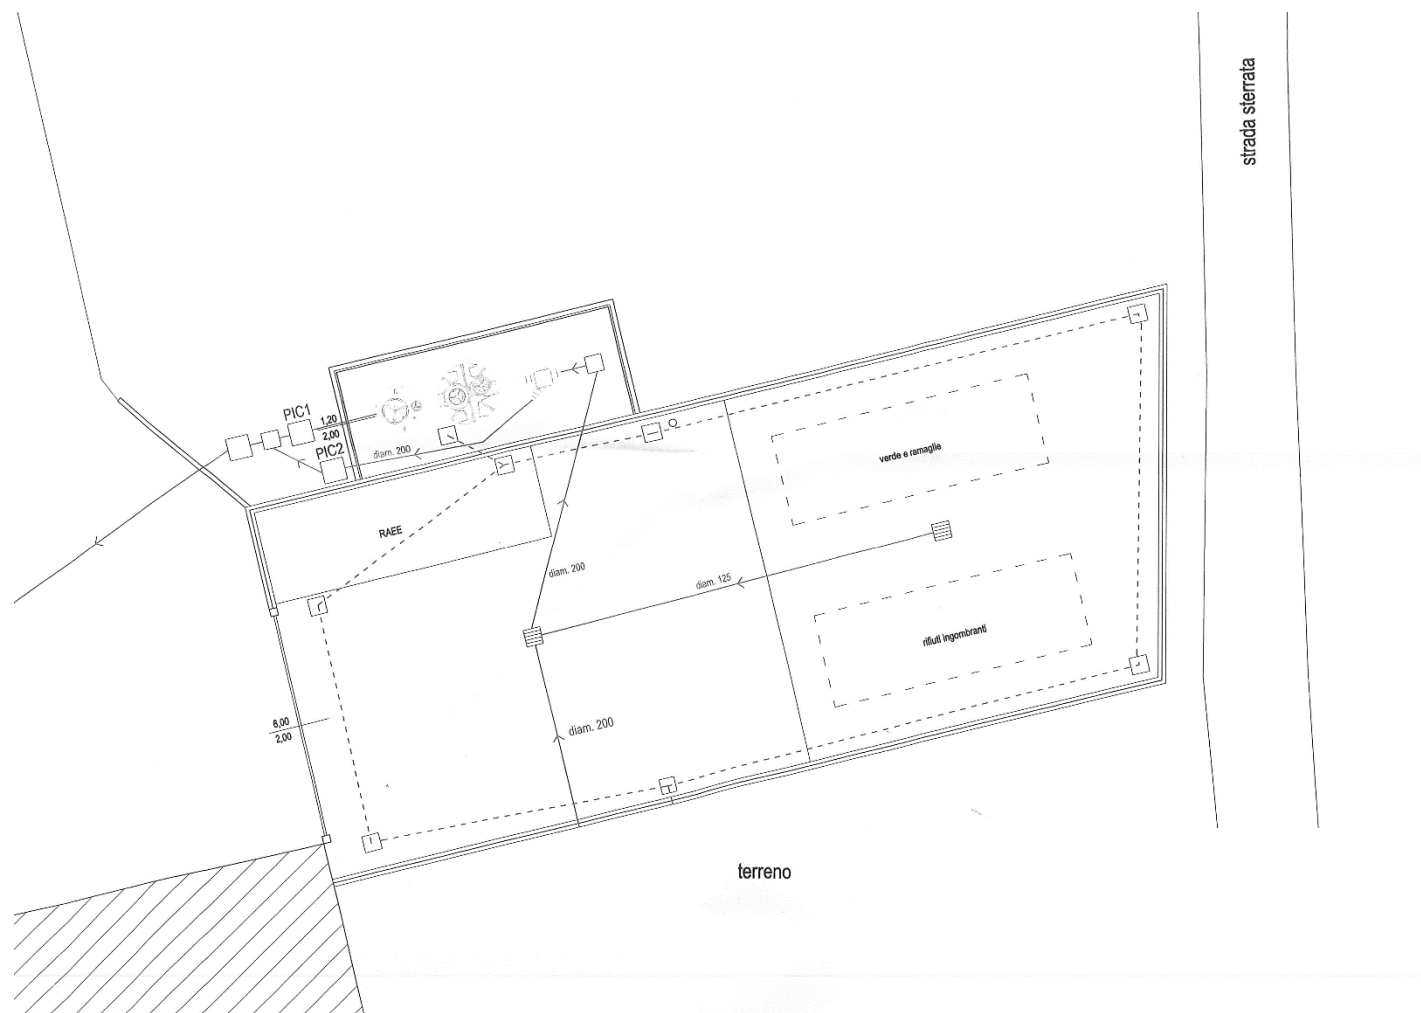 strada sterrata
PIC1
1,20
2,00
PIC2
diam. 200
verde e ramaglie
RAEE
diam. 200
diam. 125
rifiuti ingombranti
6,00
2,00
diam. 200
terreno